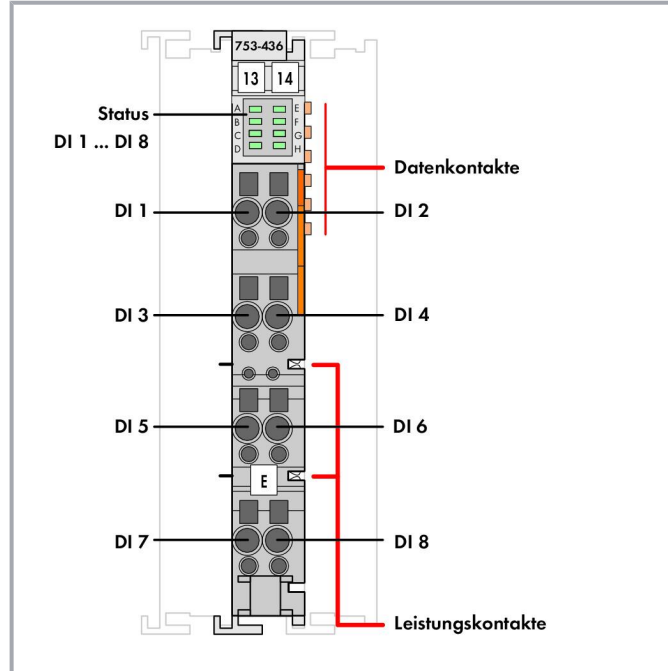 753-436
13 14
Status
DI 1 ... DI 8
A E
B F
C G
D H
Datenkontakte
DI 1 DI 2
DI 3 DI 4
DI 5 DI 6
E
DI 7 DI 8
Leistungskontakte